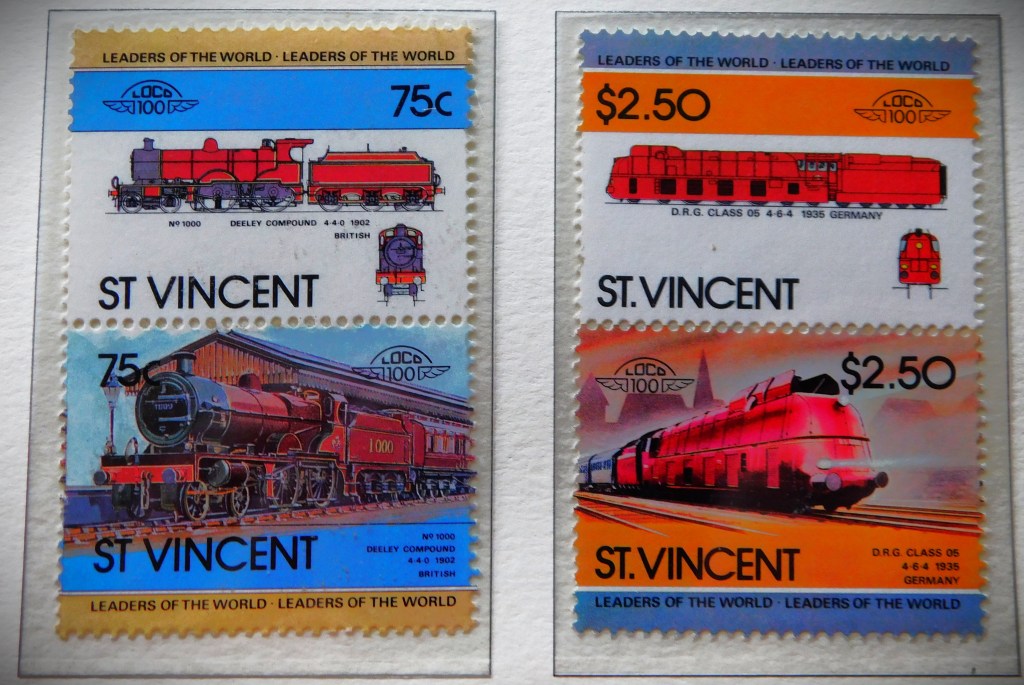 LEADERS OF THE WORLD · LEADERS OF THE WORLD
LOCO
100
75c
Nº 1000 DEELEY COMPOUND 4-4-0 1902
BRITISH
ST VINCENT
75c
LOCO
100
1000
1000
ST VINCENT
Nº 1000
DEELEY COMPOUND
4-4-0 1902
BRITISH
LEADERS OF THE WORLD · LEADERS OF THE WORLD
LEADERS OF THE WORLD · LEADERS OF THE WORLD
$2.50
LOCO
100
D.R.G. CLASS 05 4-6-4 1935 GERMANY
ST. VINCENT
LOCO
100
$2.50
ST. VINCENT
D.R.G. CLASS 05
4-6-4 1935
GERMANY
LEADERS OF THE WORLD · LEADERS OF THE WORLD